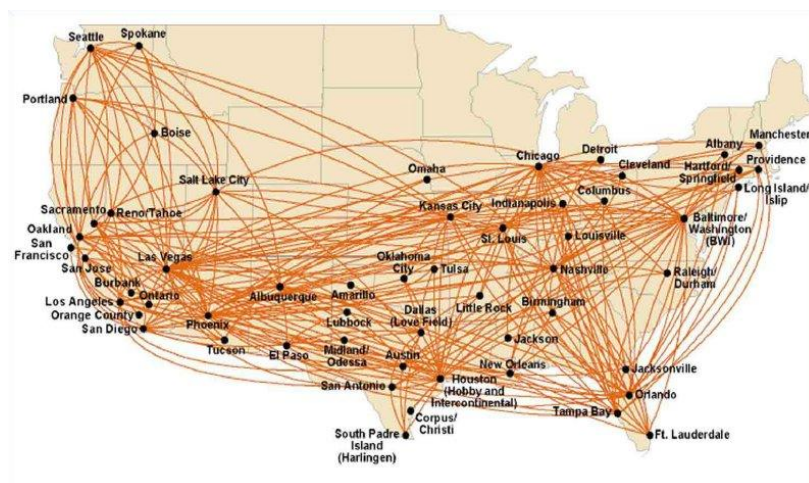 Seattle
Spokane
Portland
Boise
Salt Lake City
Sacramento
Reno/Tahoe
Oakland
San
Francisco
San Jose
Las Vegas
Burbank
Los Angeles
Ontario
Orange County
San Diego
Phoenix
Tucson
Albuquerque
El Paso
Amarillo
Lubbock
Midland/
Odessa
Oklahoma
City
Tulsa
Dallas
(Love Field)
Austin
San Antonio
Houston
(Hobby and
Intercontinental)
Corpus/
Christi
South Padre
Island
(Harlingen)
Omaha
Kansas City
St. Louis
Little Rock
Jackson
New Orleans
Chicago
Indianapolis
Louisville
Nashville
Birmingham
Detroit
Cleveland
Columbus
Albany
Manchester
Hartford/
Springfield
Providence
Long Island/
Islip
Baltimore/
Washington
(BWI)
Raleigh/
Durham
Jacksonville
Orlando
Tampa Bay
Ft. Lauderdale